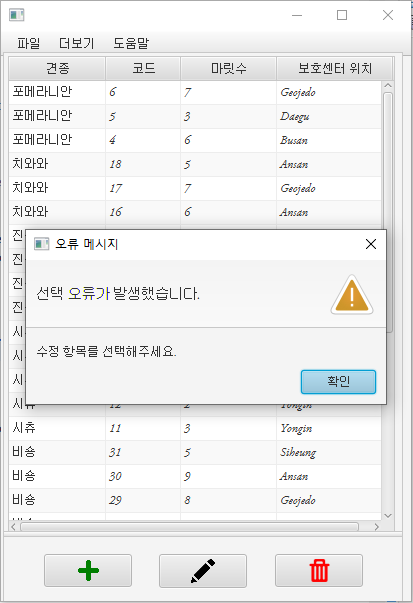 파일 더보기 도움말
견종 코드 마릿수 보호센터 위치
포메라니안 6 7 Geojedo
포메라니안 5 3 Daegu
포메라니안 4 6 Busan
치와와 18 5 Ansan
치와와 17 7 Geojedo
치와와 16 6 Ansan
진
오류 메시지
진
선택 오류가 발생했습니다.
진
시
시
수정 항목를 선택해주세요.
시
확인
시츄 12 2 Yongin
시츄 11 3 Yongin
비숑 31 5 Siheung
비숑 30 9 Ansan
비숑 29 8 Geojedo